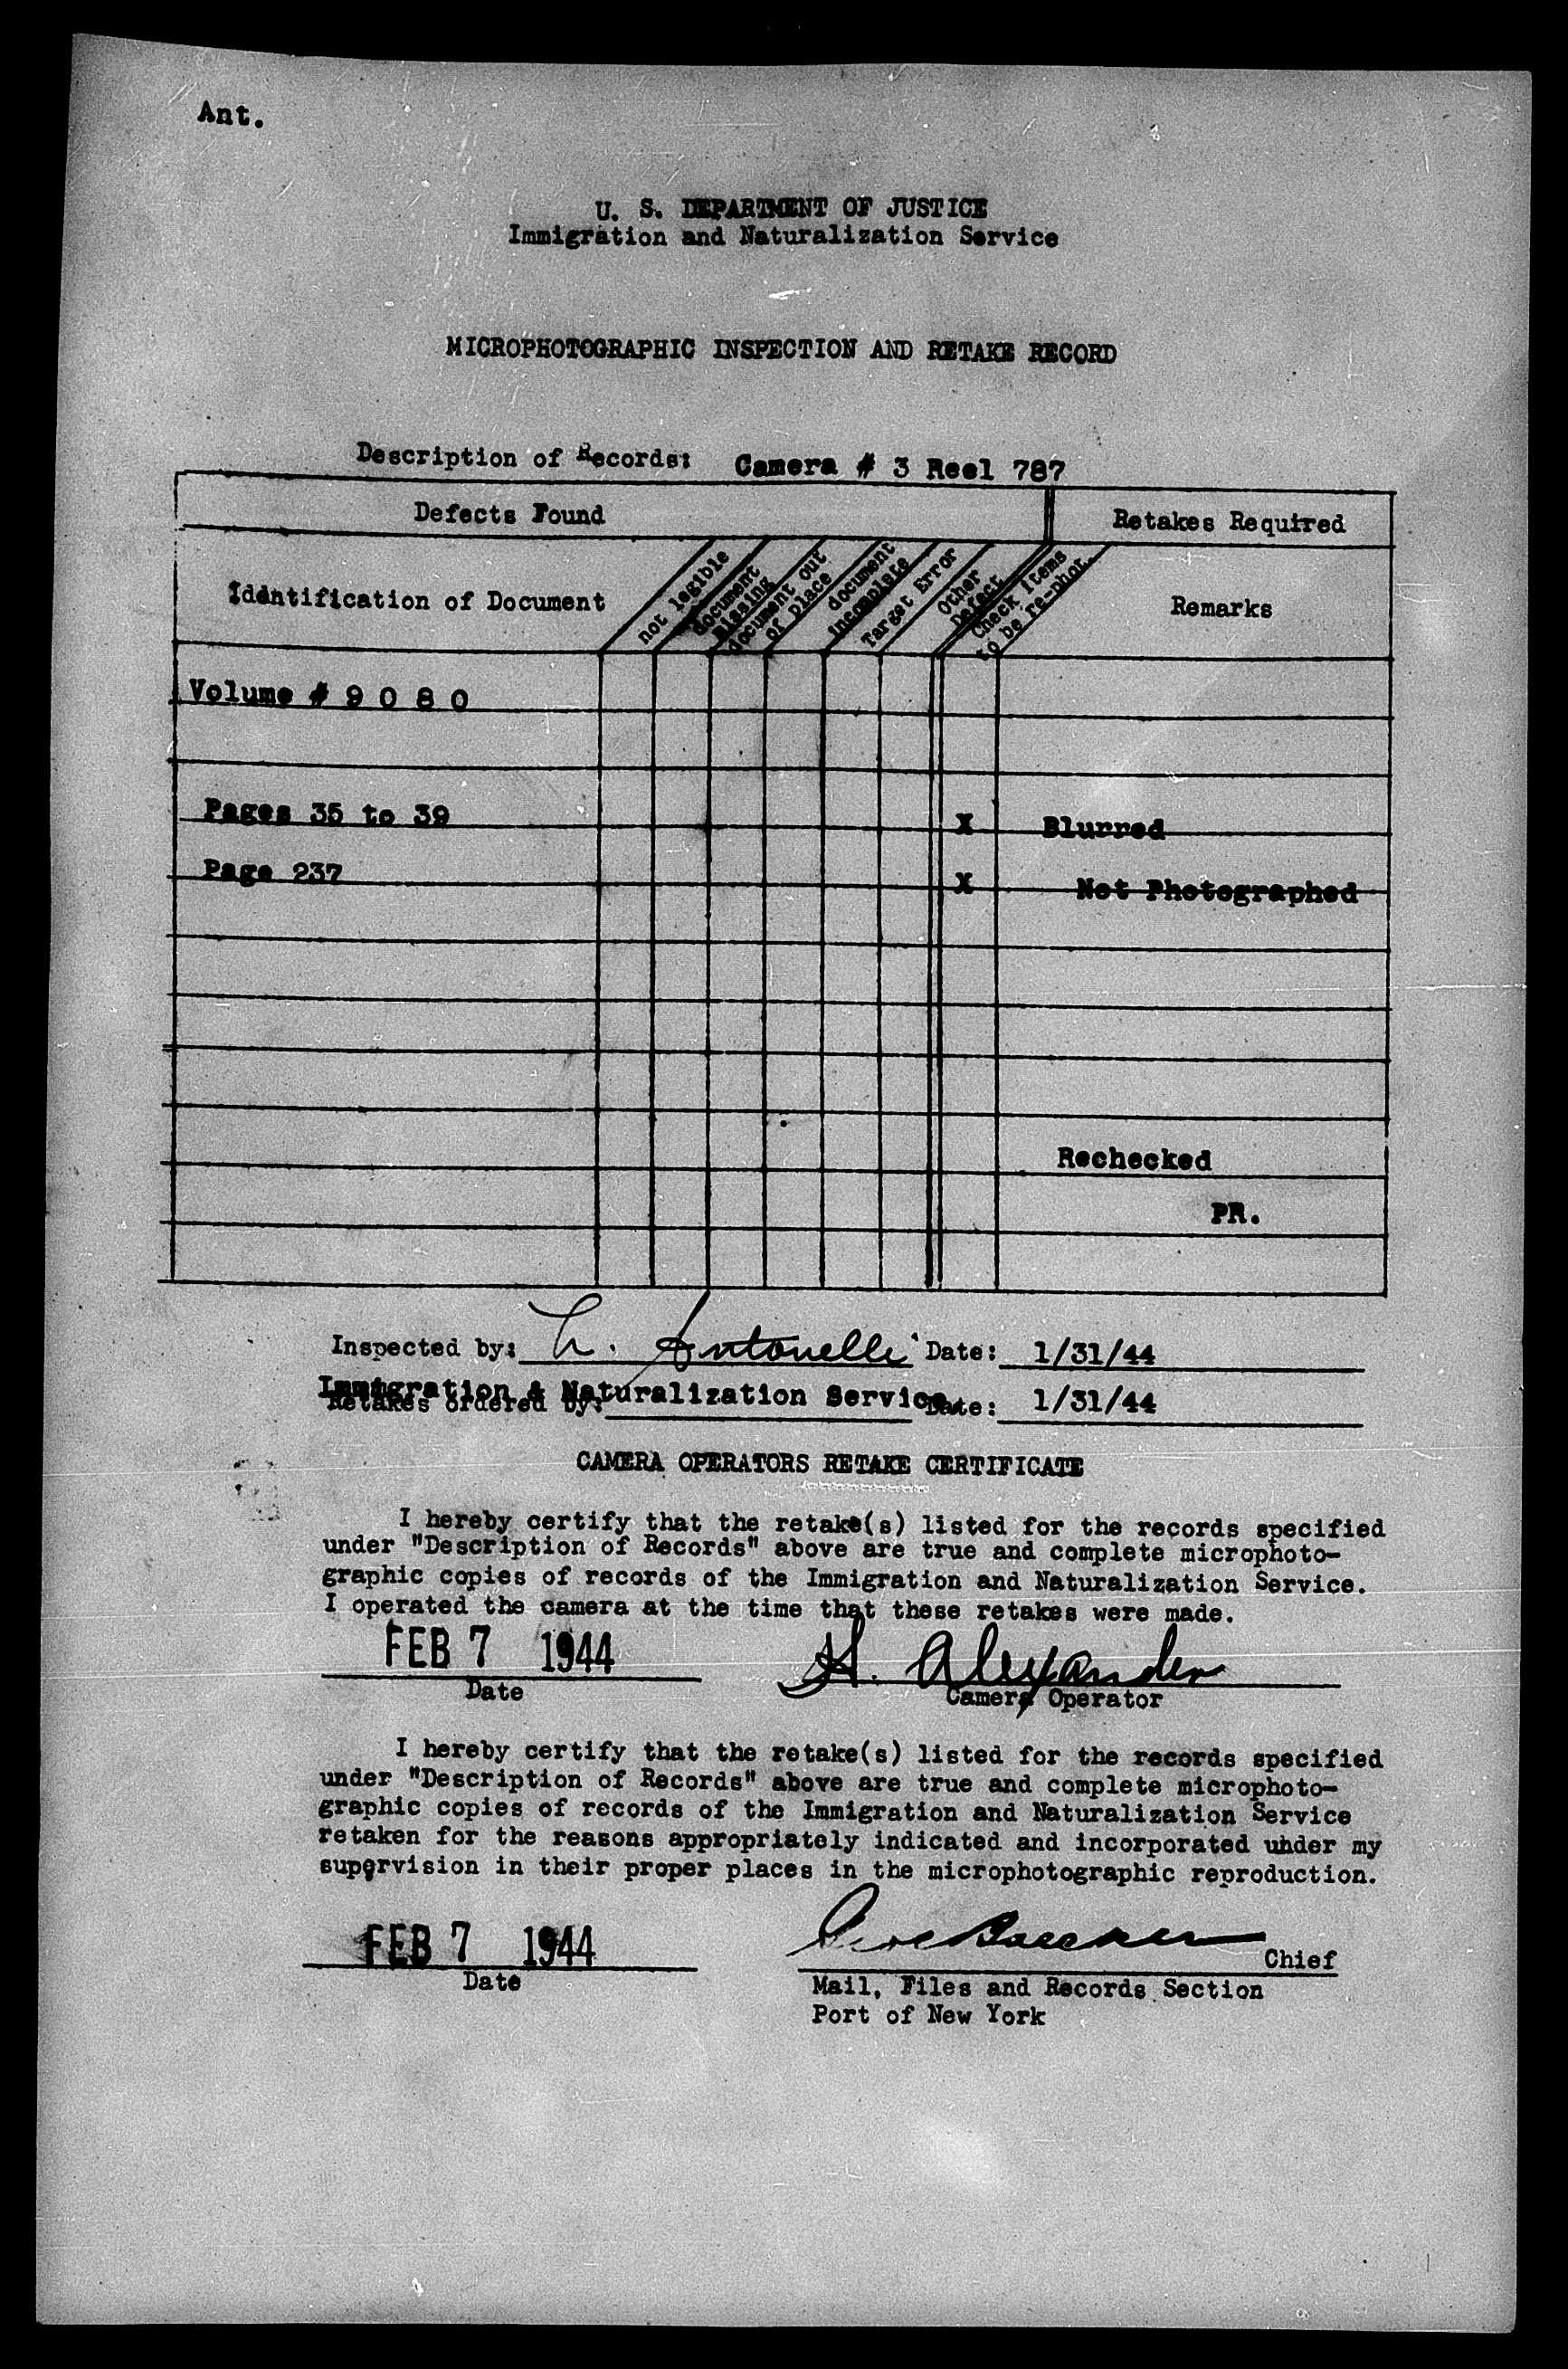 Ant.
U. S. DEPARTMENT OF JUSTICE
Immigration and Naturalization Service
MICROPHOTOGRAPHIC INSPECTION AND RETAKE RECORD
Description of Records: Camera # 3 Reel 787
Defects Found
Retakes Required
Identification of Document
not legible
document missing
document out of place
document incomplete
Target Error
Other Defect
Check Items to be re-phot.
Remarks
Volume # 9 0 8 0
Pages 35 to 39 X Blurred
Page 237 X Not Photographed
Rechecked
PR.
Inspected by: Antonelli Date: 1/31/44
Immigration & Naturalization Service
Retakes ordered by: Date: 1/31/44
CAMERA OPERATORS RETAKE CERTIFICATE
I hereby certify that the retake(s) listed for the records specified
under "Description of Records" above are true and complete microphoto-
graphic copies of records of the Immigration and Naturalization Service.
I operated the camera at the time that these retakes were made.
FEB 7 1944 H. Alexander
Date Camera Operator
I hereby certify that the retake(s) listed for the records specified
under "Description of Records" above are true and complete microphoto-
graphic copies of records of the Immigration and Naturalization Service
retaken for the reasons appropriately indicated and incorporated under my
supervision in their proper places in the microphotographic reproduction.
FEB 7 1944 Chief
Date Mail, Files and Records Section
Port of New York